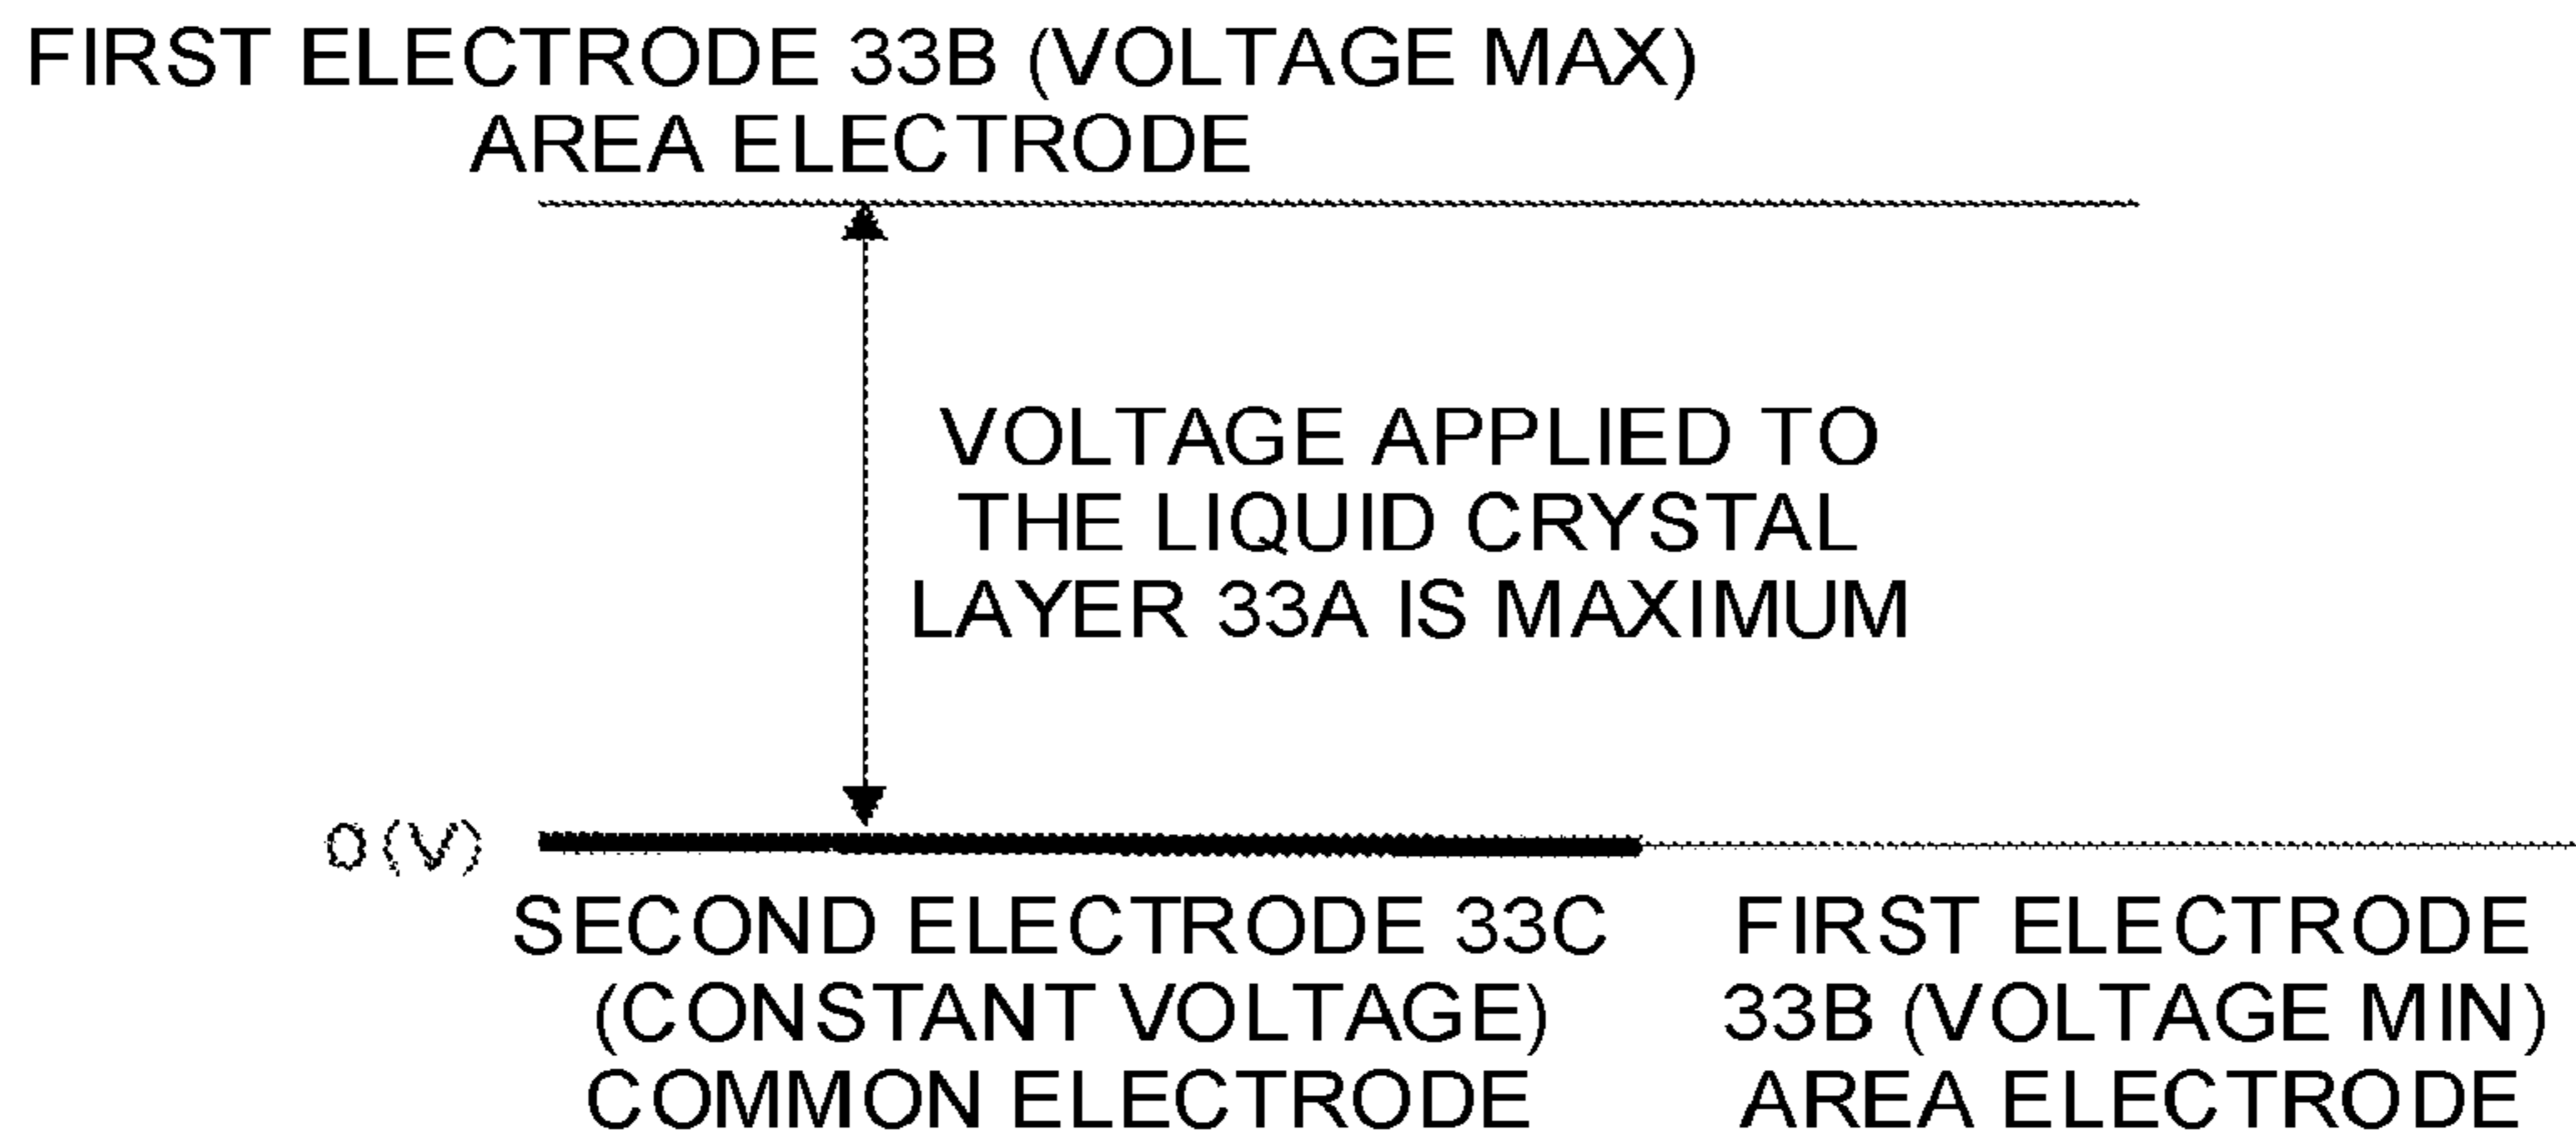 FIRST ELECTRODE 33B (VOLTAGE MAX)
AREA ELECTRODE
VOLTAGE APPLIED TO
THE LIQUID CRYSTAL
LAYER 33A IS MAXIMUM
0 (V)
SECOND ELECTRODE 33C
(CONSTANT VOLTAGE)
COMMON ELECTRODE
FIRST ELECTRODE
33B (VOLTAGE MIN)
AREA ELECTRODE